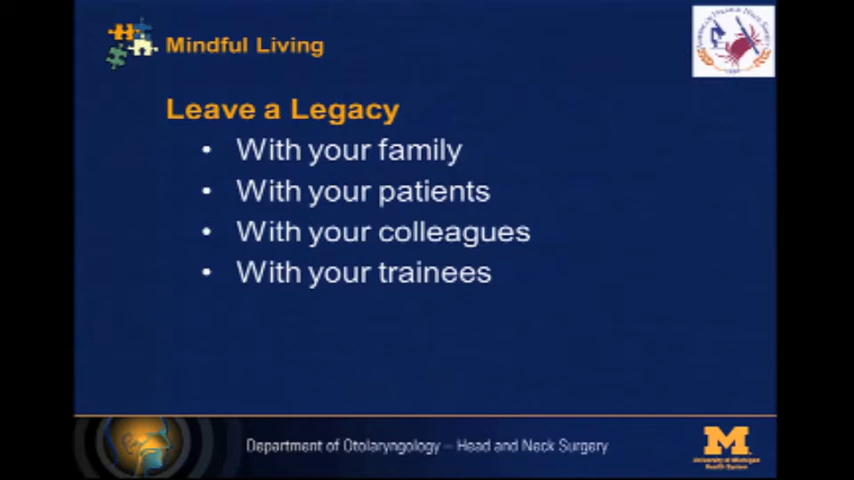 Mindful Living
Leave a Legacy
• With your family
• With your patients
• With your colleagues
• With your trainees
Department of Otolaryngology – Head and Neck Surgery
M
University of Michigan
Health System